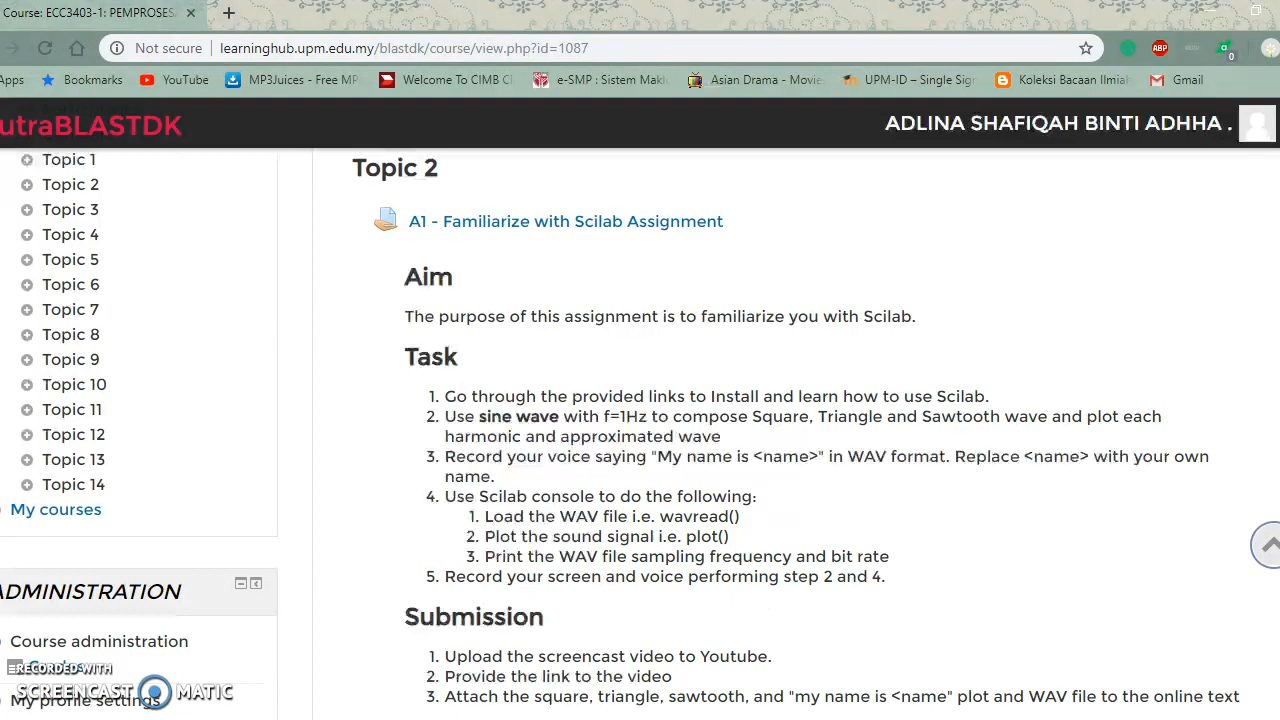 Course: ECC3403-1: PEMPROSES
Not secure learninghub.upm.edu.my/blastdk/course/view.php?id=1087
ABP
0
Apps Bookmarks YouTube MP3Juices - Free MP Welcome To CIMB Cl e-SMP : Sistem Makl Asian Drama - Movie UPM-ID – Single Sig Koleksi Bacaan Ilmiah Gmail
utraBLASTDK
ADLINA SHAFIQAH BINTI ADHHA .
Topic 1
Topic 2
Topic 3
Topic 4
Topic 5
Topic 6
Topic 7
Topic 8
Topic 9
Topic 10
Topic 11
Topic 12
Topic 13
Topic 14
My courses
ADMINISTRATION
Course administration
My profile settings
RECORDED WITH
SCREENCAST MATIC
Topic 2
A1 - Familiarize with Scilab Assignment
Aim
The purpose of this assignment is to familiarize you with Scilab.
Task
1. Go through the provided links to Install and learn how to use Scilab.
2. Use sine wave with f=1Hz to compose Square, Triangle and Sawtooth wave and plot each
harmonic and approximated wave
3. Record your voice saying "My name is <name>" in WAV format. Replace <name> with your own
name.
4. Use Scilab console to do the following:
1. Load the WAV file i.e. wavread()
2. Plot the sound signal i.e. plot()
3. Print the WAV file sampling frequency and bit rate
5. Record your screen and voice performing step 2 and 4.
Submission
1. Upload the screencast video to Youtube.
2. Provide the link to the video
3. Attach the square, triangle, sawtooth, and "my name is <name" plot and WAV file to the online text